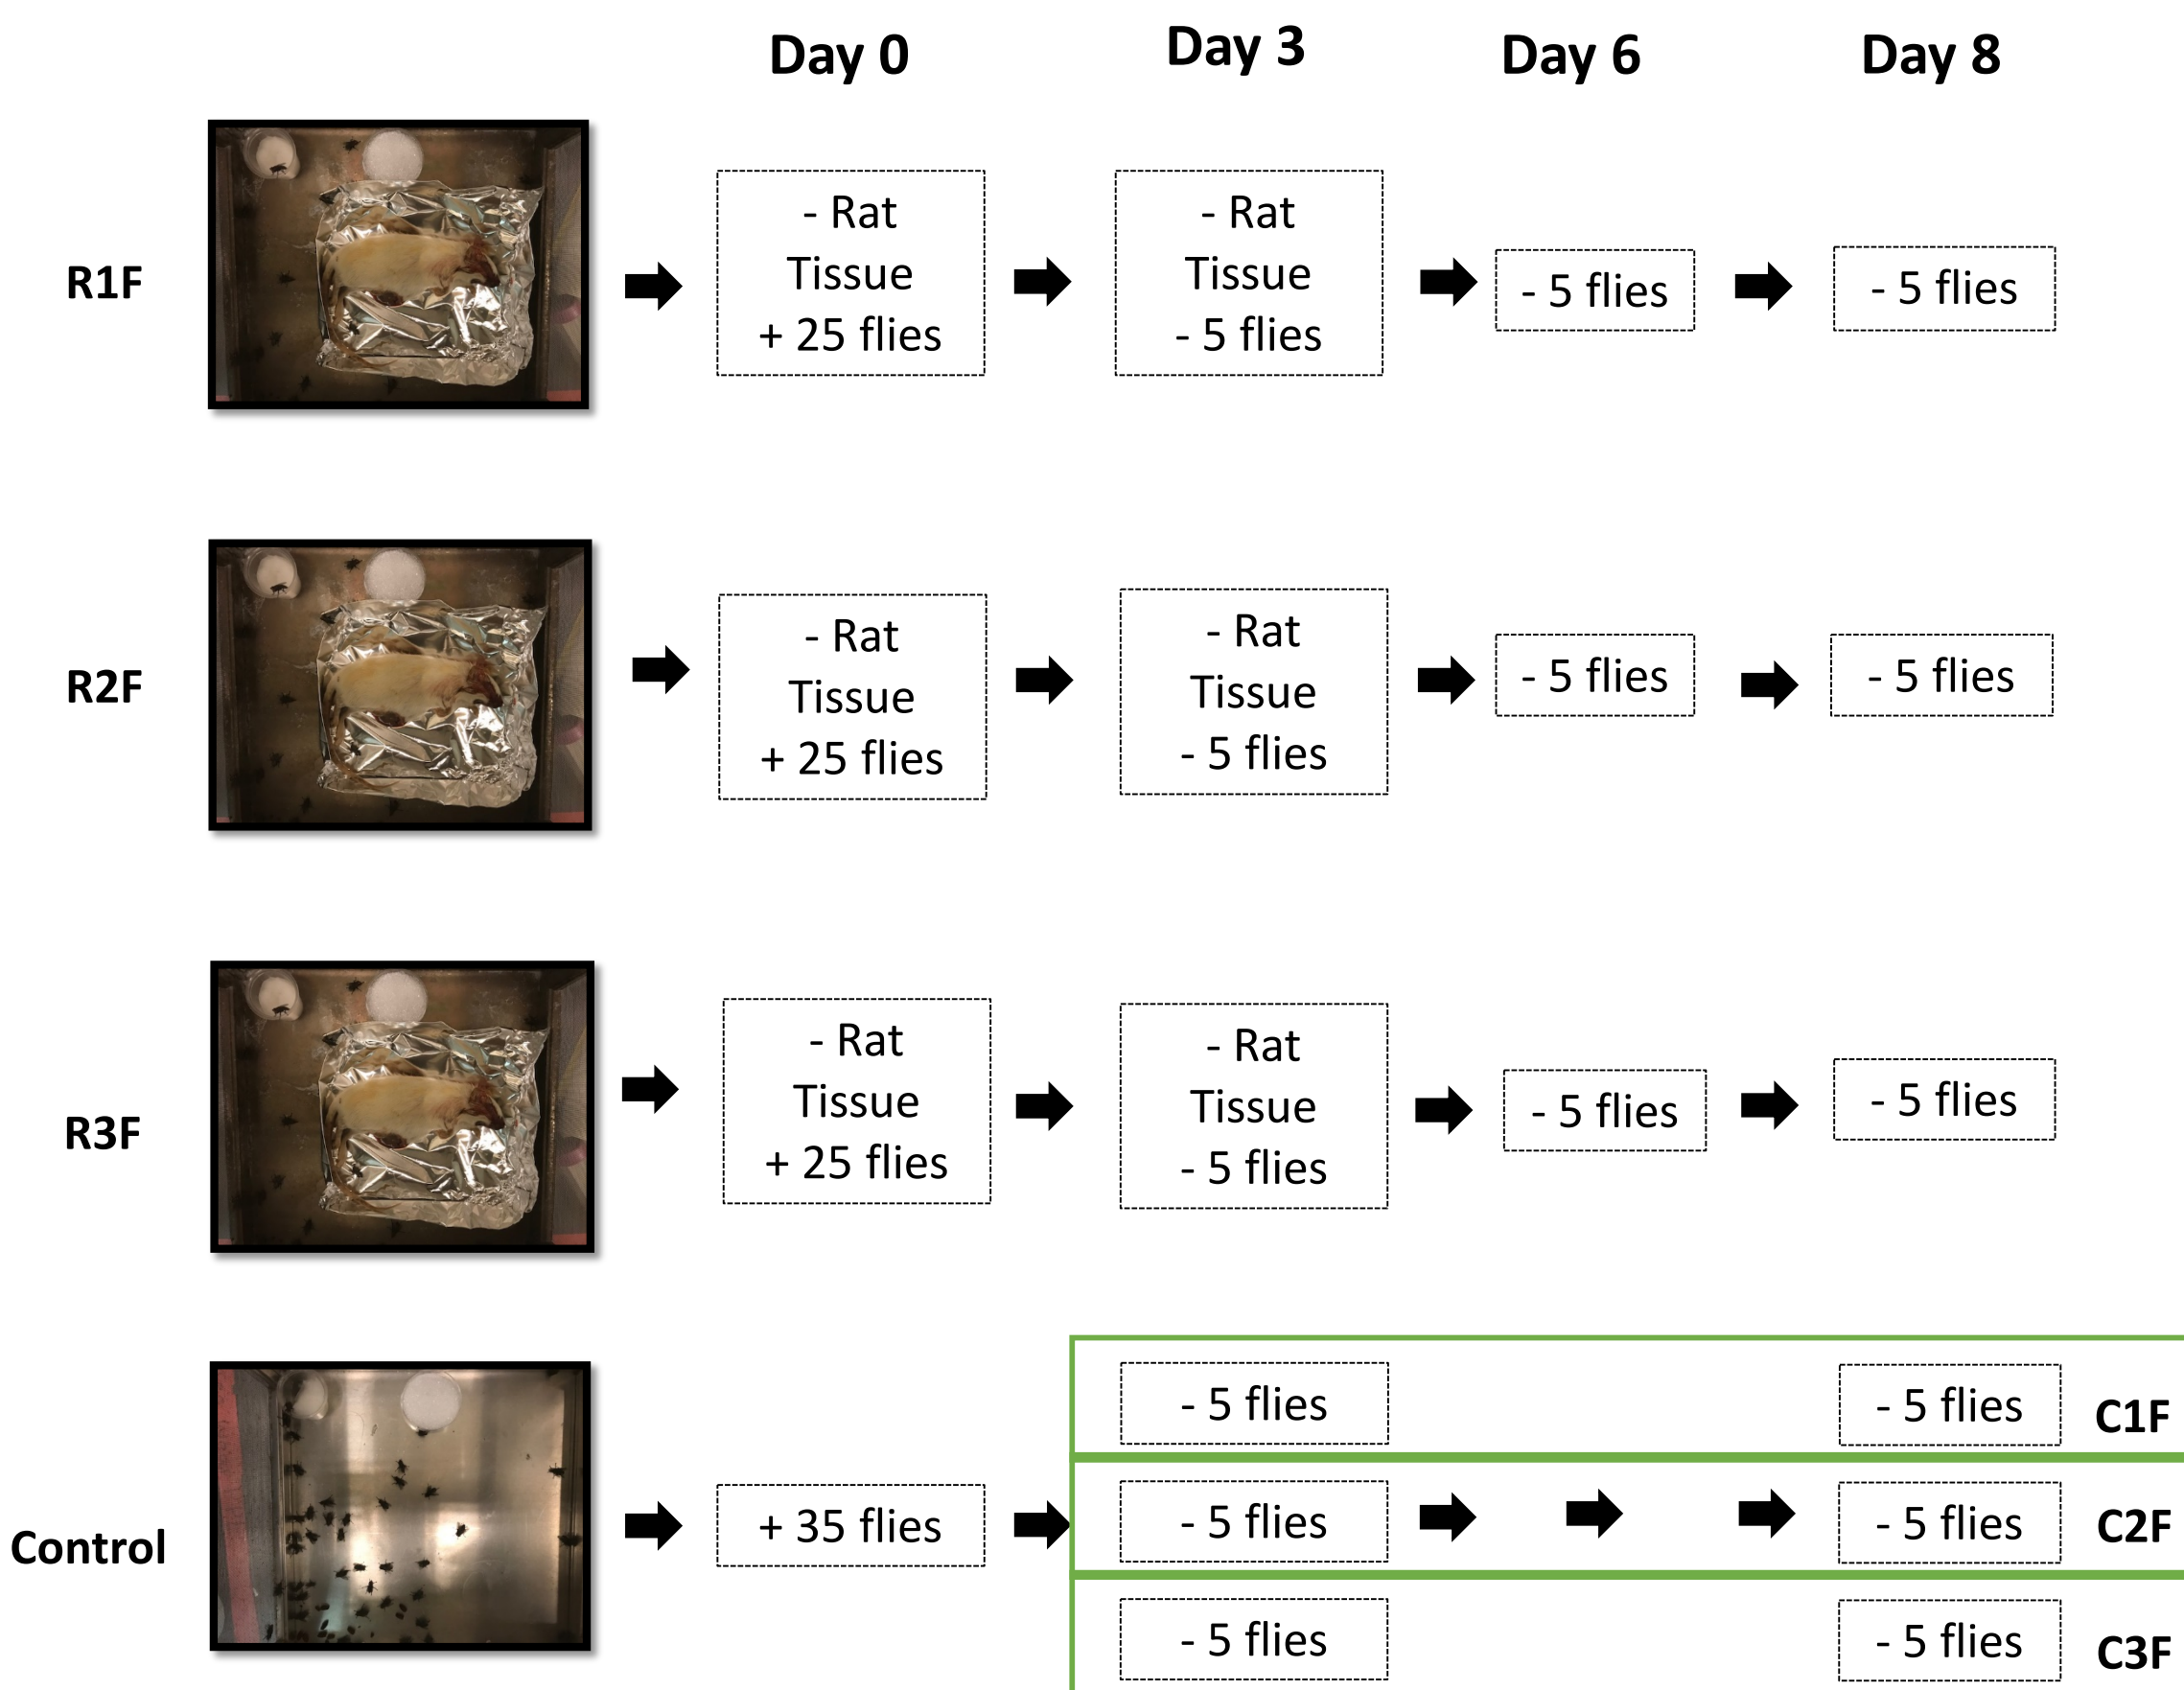 Day 0
Day 3
Day 6
Day 8
R1F
- Rat
Tissue
+ 25 flies
- Rat
Tissue
- 5 flies
- 5 flies
- 5 flies
R2F
- Rat
Tissue
+ 25 flies
- Rat
Tissue
- 5 flies
- 5 flies
- 5 flies
R3F
- Rat
Tissue
+ 25 flies
- Rat
Tissue
- 5 flies
- 5 flies
- 5 flies
Control
+ 35 flies
- 5 flies
- 5 flies
C1F
- 5 flies
- 5 flies
C2F
- 5 flies
- 5 flies
C3F